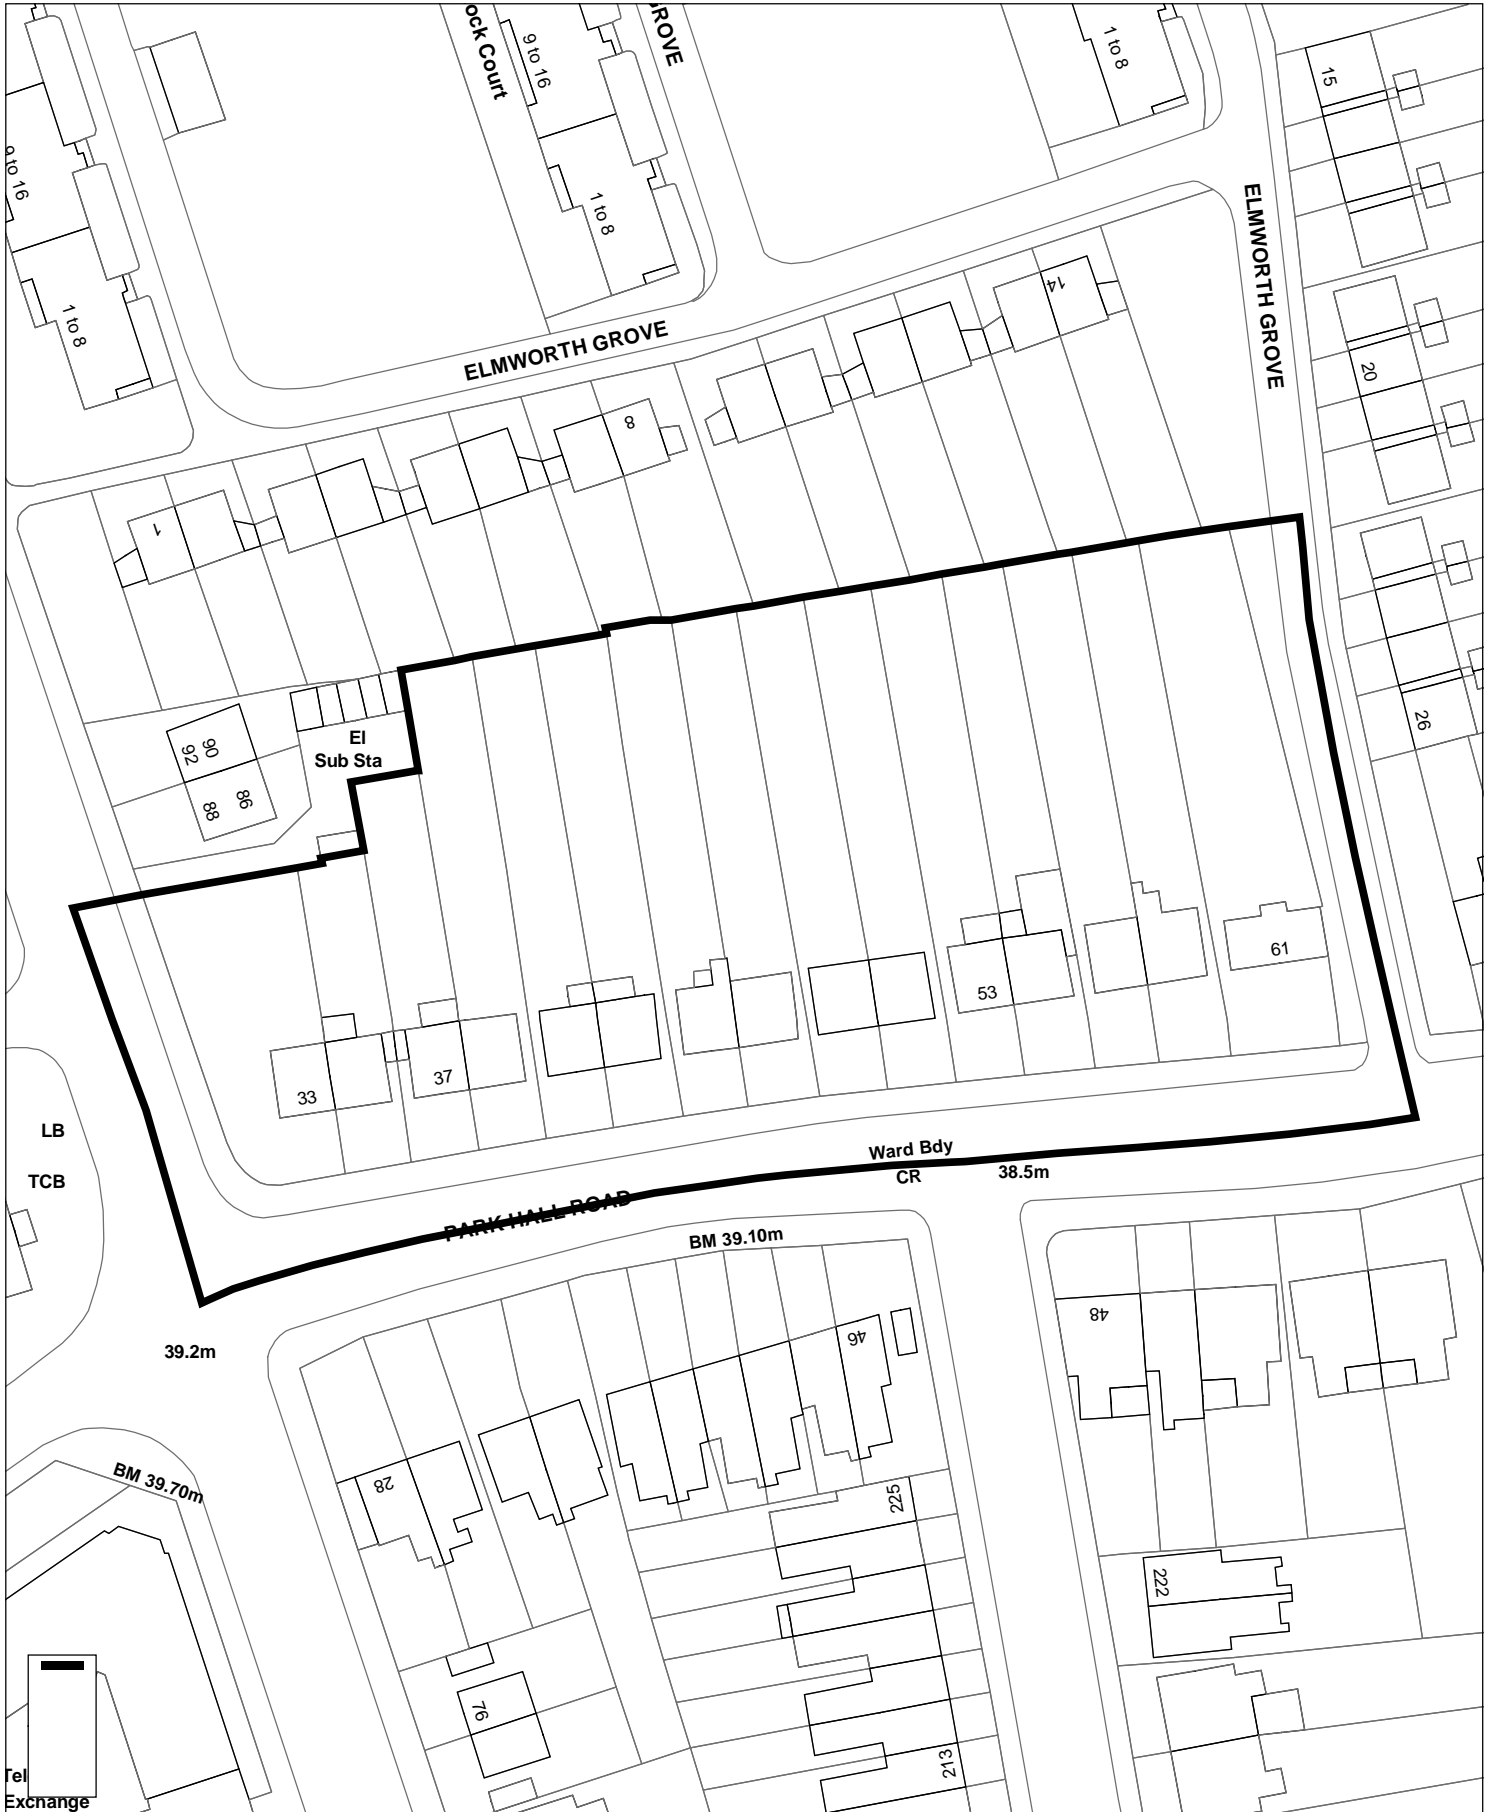 ock Court
GROVE
9 to 16
1 to 8
15
9 to 16
1 to 8
1 to 8
ELMWORTH GROVE
ELMWORTH GROVE
14
20
8
1
26
El
Sub Sta
92
90
88
86
61
53
37
33
LB
TCB
Ward Bdy
CR
38.5m
PARK HALL ROAD
BM 39.10m
39.2m
48
46
28
BM 39.70m
225
222
76
213
Tel
Exchange